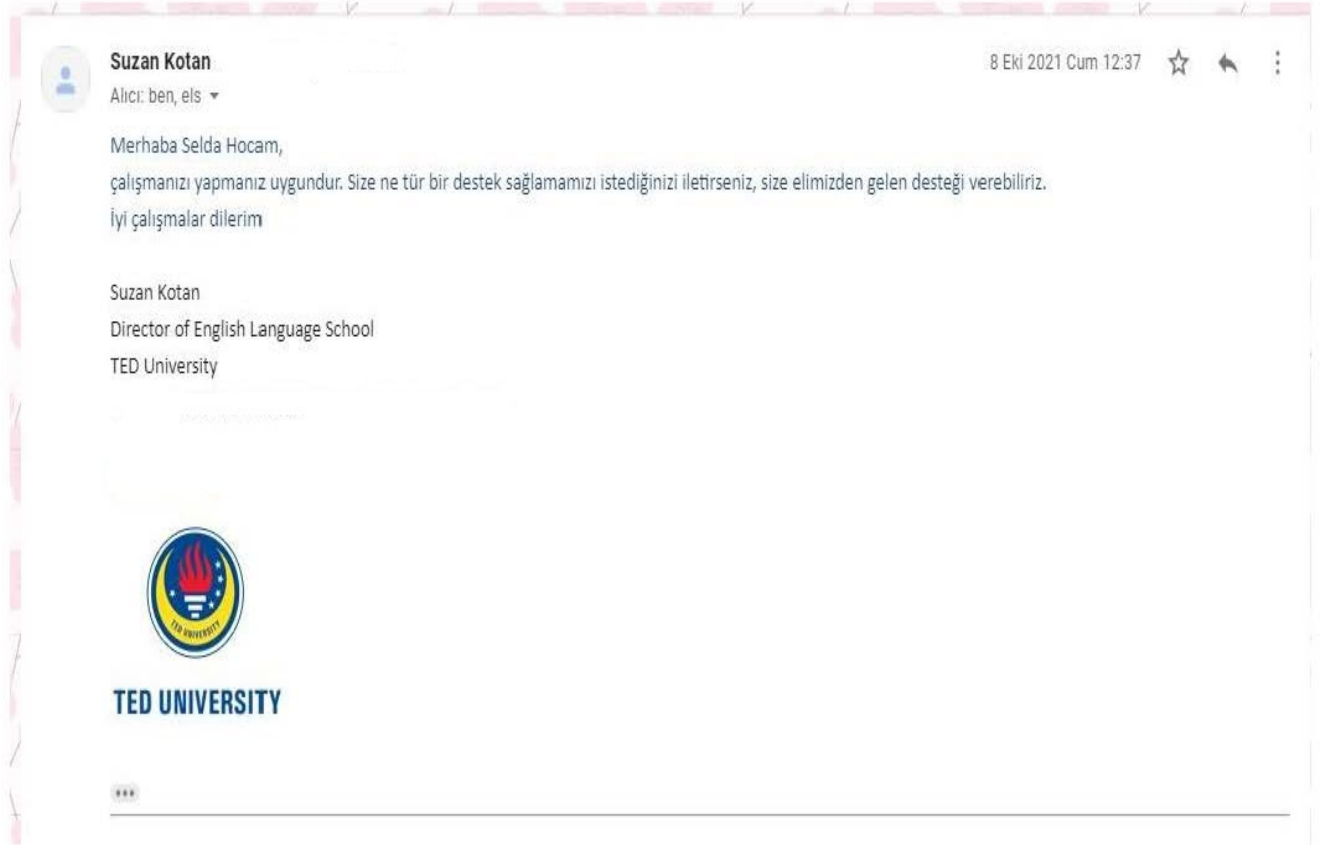 Suzan Kotan
8 Eki 2021 Cum 12:37
Alıcı: ben, els
Merhaba Selda Hocam,
çalışmanızı yapmanız uygundur. Size ne tür bir destek sağlamamızı istediğinizi iletirseniz, size elimizden gelen desteği verebiliriz.
İyi çalışmalar dilerim
Suzan Kotan
Director of English Language School
TED University
TED UNIVERSITY
TED UNIVERSITY